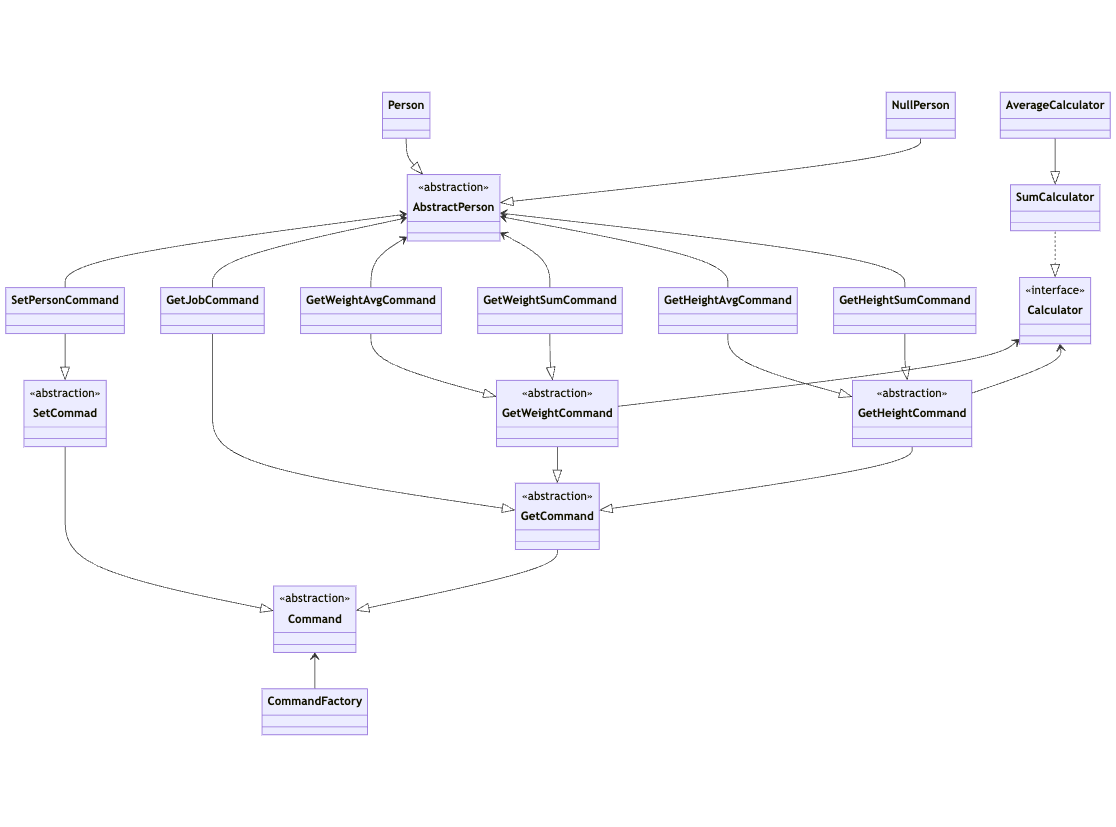 Person
NullPerson
AverageCalculator
«abstraction»
AbstractPerson
SumCalculator
SetPersonCommand
GetJobCommand
GetWeightAvgCommand
GetWeightSumCommand
GetHeightAvgCommand
GetHeightSumCommand
«interface»
Calculator
«abstraction»
SetCommad
«abstraction»
GetWeightCommand
«abstraction»
GetHeightCommand
«abstraction»
GetCommand
«abstraction»
Command
CommandFactory